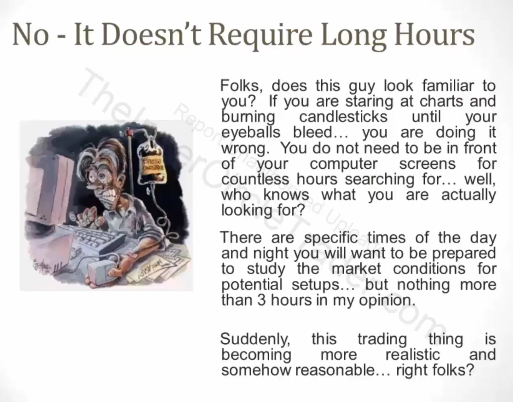 No - It Doesn't Require Long Hours
Folks, does this guy look familiar to
you? If you are staring at charts and
burning candlesticks until your
eyeballs bleed... you are doing it
wrong. You do not need to be in front
of your computer screens for
countless hours searching for... well,
who knows what you are actually
looking for?
There are specific times of the day
and night you will want to be prepared
to study the market conditions for
potential setups... but nothing more
than 3 hours in my opinion.
Suddenly, this trading thing is
becoming more realistic and
somehow reasonable... right folks?